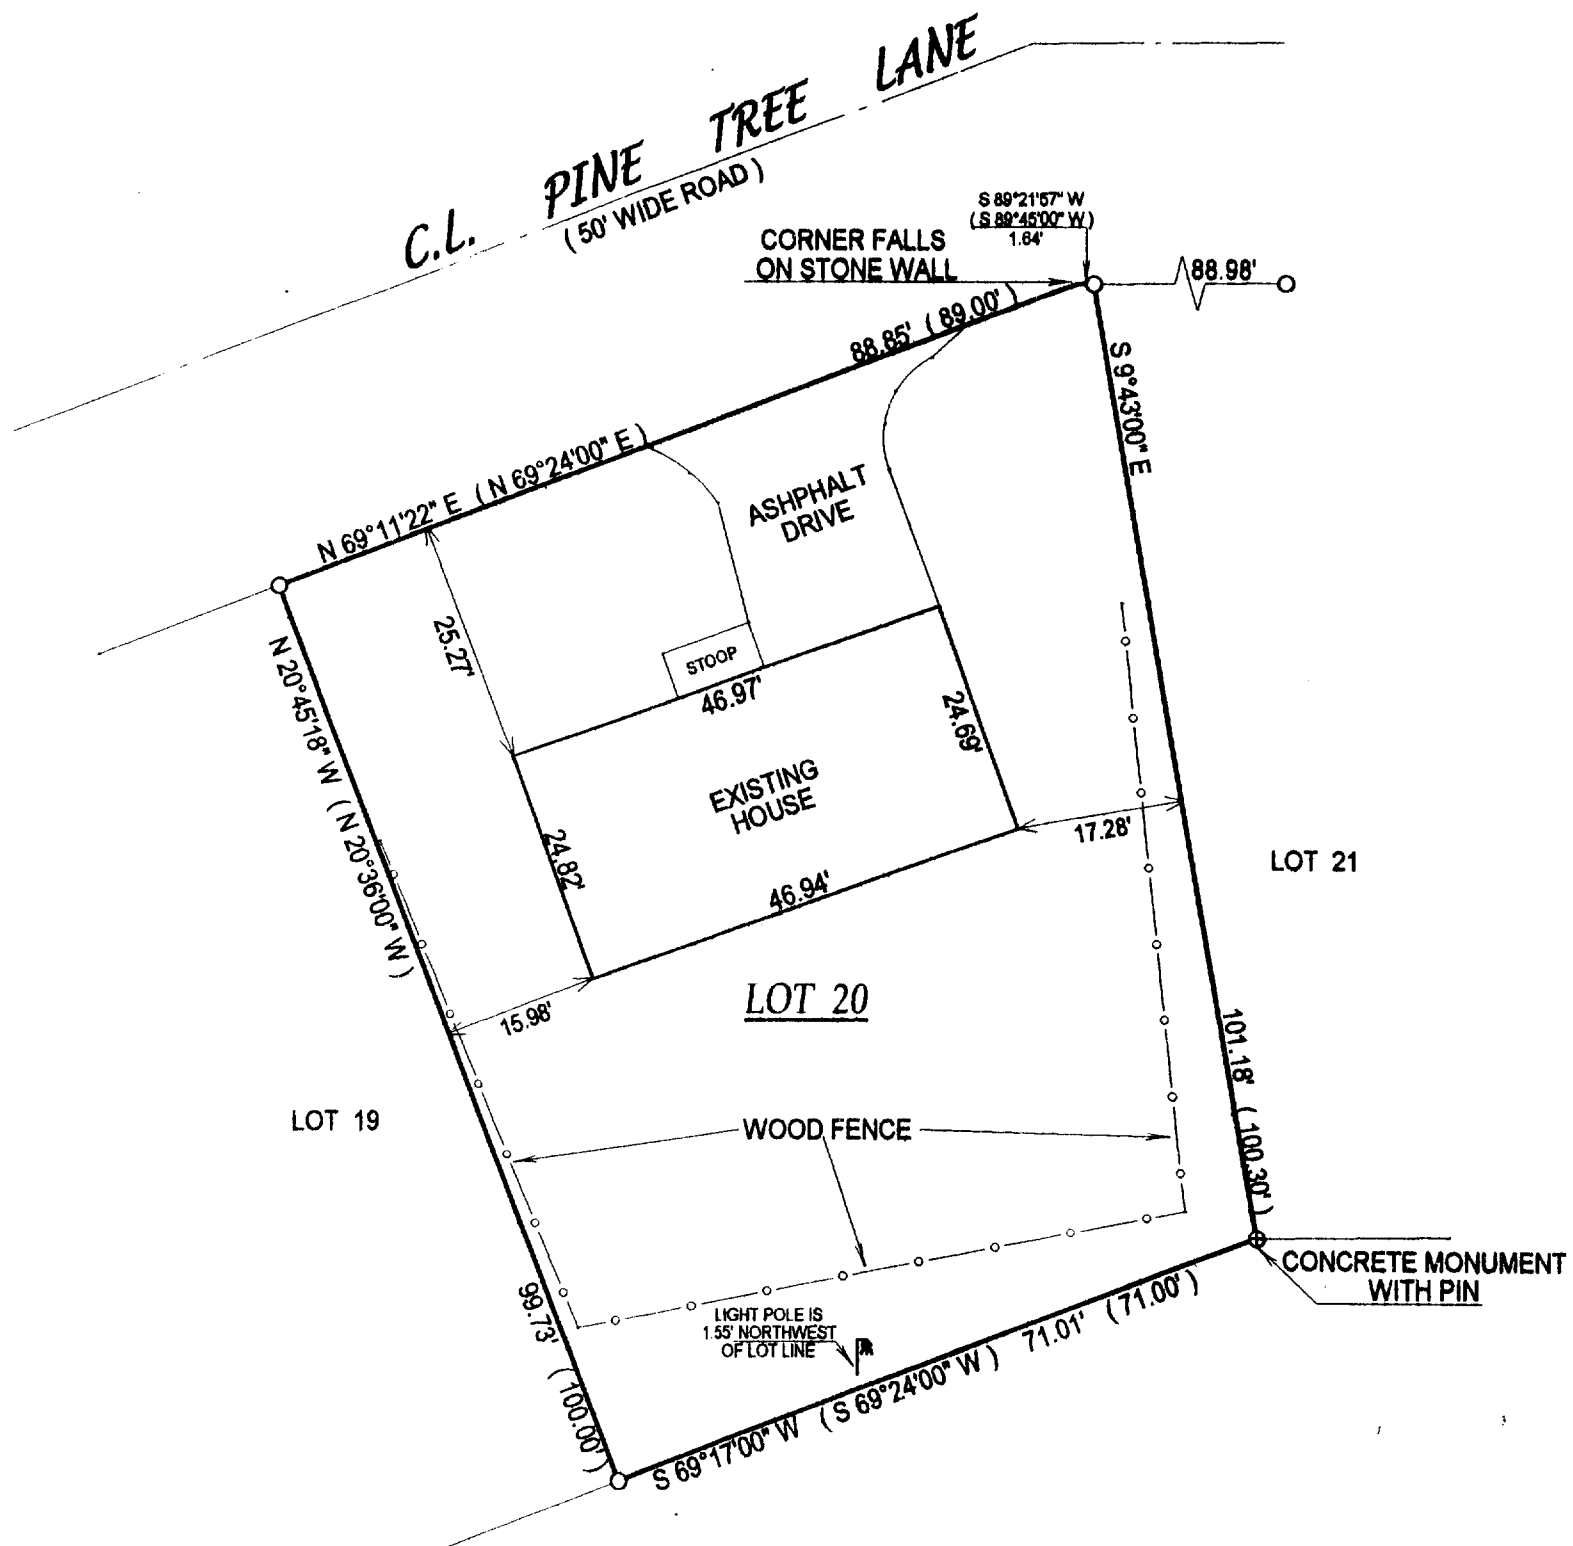 C.L. PINE TREE LANE
( 50' WIDE ROAD )
S 89°21'57" W
( S 89°45'00" W )
1.64'
CORNER FALLS
ON STONE WALL
88.98'
88.85' ( 89.00' )
N 69°11'22" E ( N 69°24'00" E )
S 9°43'00" E
ASHPHALT
DRIVE
25.27'
STOOP
46.97'
24.69'
N 20°45'18" W ( N 20°36'00" W )
EXISTING
HOUSE
24.82'
17.28'
46.94'
LOT 21
15.98'
LOT 20
101.18' ( 100.30' )
LOT 19
WOOD FENCE
CONCRETE MONUMENT
WITH PIN
99.73' ( 100.00' )
LIGHT POLE IS
1.55' NORTHWEST
OF LOT LINE
S 69°17'00" W ( S 69°24'00" W ) 71.01' ( 71.00' )